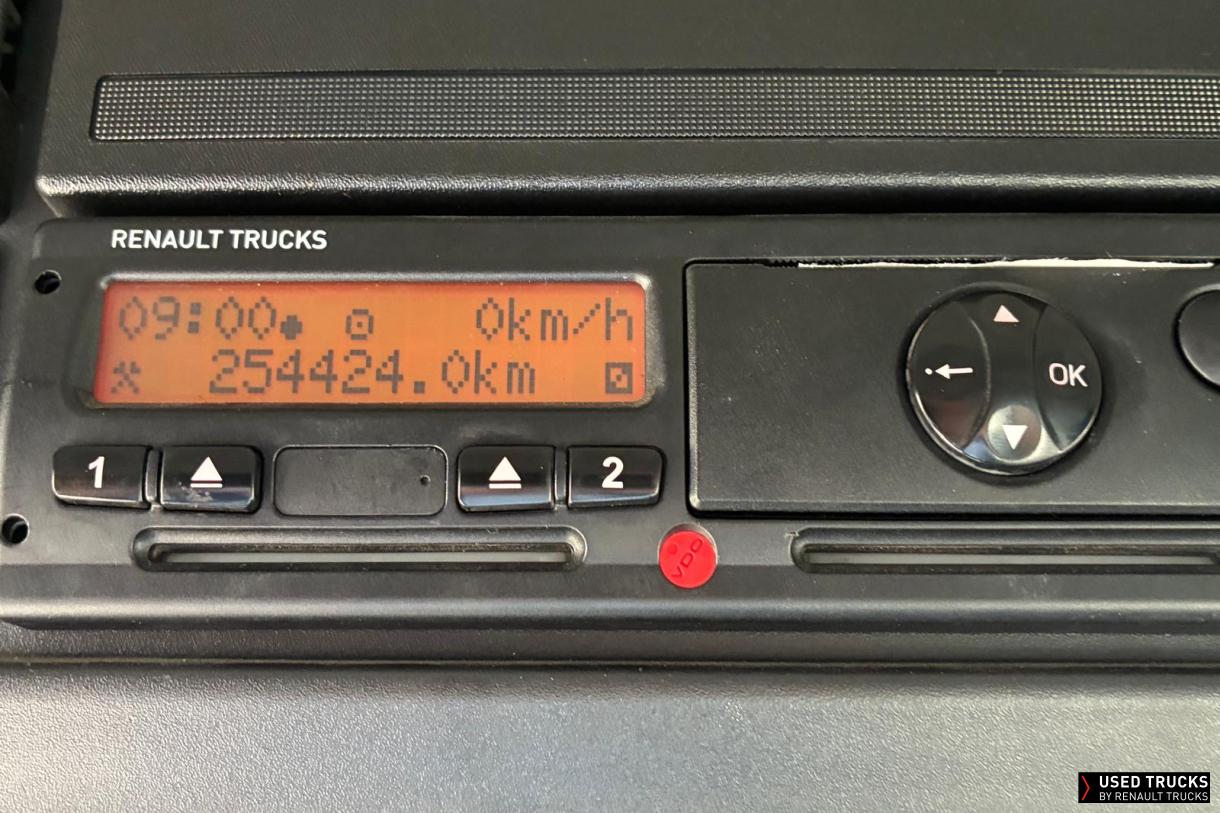 RENAULT TRUCKS
09:00 0km/h
254424.0km
OK
1 2
VDO
USED TRUCKS
BY RENAULT TRUCKS